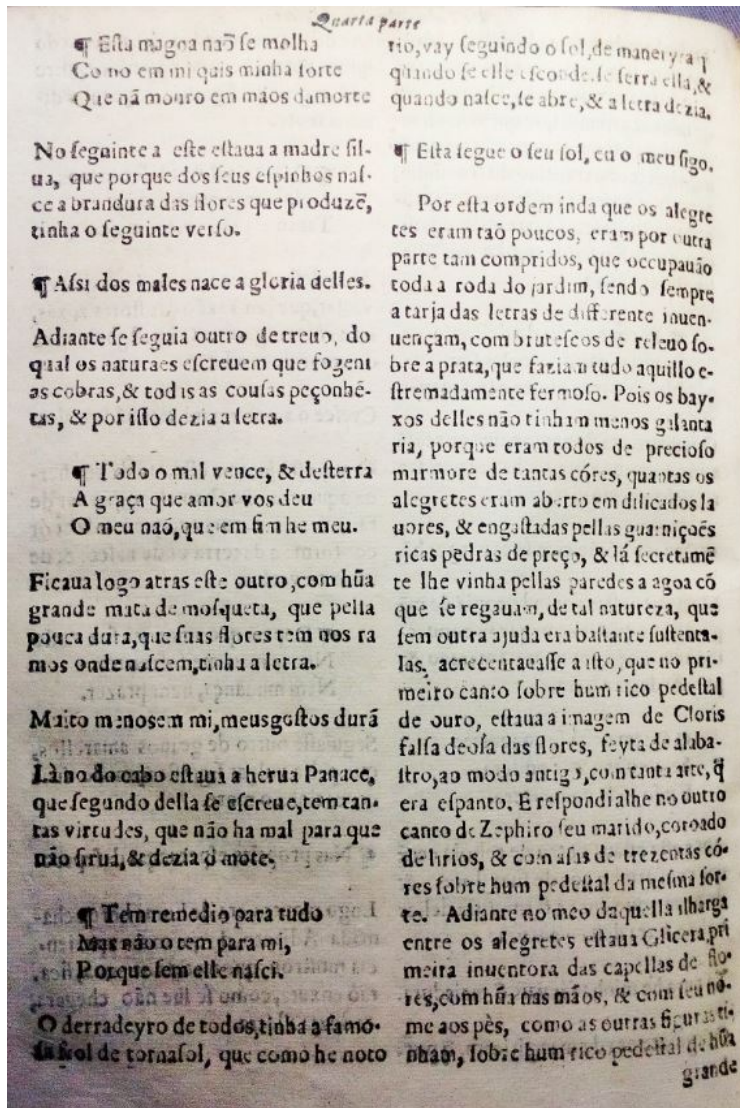 Quarta parte
¶ Eſta magoa naõ ſe molha
Co no em mi quis minha ſorte
Que nã mouro em mãos damorte
No ſeguinte a eſte eſtaua a madre ſil-
ua, que porque dos ſeus eſpinhos naſ-
ce a brandura das flores que produzẽ,
tinha o ſeguinte verſo.
¶ Aſsi dos males nace a gloria delles.
Adiante ſe ſeguia outro de treuo, do
qual os naturaes eſcreuem que fogem
as cobras, & todas as couſas peçonhẽ-
tas, & por iſſo dezia a letra.
¶ Todo o mal vence, & deſterra
A graça que amor vos deu
O meu naõ, que em fim he meu.
Ficaua logo atras eſte outro, com hũa
grande mata de moſqueta, que pella
pouca dura, que ſuas flores tem nos ra
mos onde naſcem, tinha a letra.
Muito menos em mi, meus goſtos durã
Là no do cabo eſtaua a herua Panace,
que ſegundo della ſe eſcreue, tem tan-
tas virtudes, que não ha mal para que
não ſirua, & dezia o mote.
¶ Tem remedio para tudo
Mas não o tem para mi,
Porque ſem elle naſci.
O derradeyro de todos, tinha a famo-
ſa ſol de tornaſol, que como he noto
rio, vay ſeguindo o ſol, de maneyra q̃
quando ſe elle eſconde, ſe ſerra ella, &
quando naſce, ſe abre, & a letra dezia.
¶ Eſta ſegue o ſeu ſol, eu o meu ſigo.
Por eſta ordem inda que os alegre
tes eram taõ poucos, eram por outra
parte tam compridos, que occupauão
toda a roda do jardim, ſendo ſempre
a tarja das letras de differente inuen-
uençam, com bruteſcos de releuo ſo-
bre a prata, que faziam tudo aquillo e-
ſtremadamente fermoſo. Pois os bay-
xos delles não tinham menos galanta
ria, porque eram todos de precioſo
marmore de tantas córes, quantas os
alegretes eram aberto em dilicados la
uores, & engaſtadas pellas guarniçoẽs
ricas pedras de preço, & lá ſecretamẽ
te lhe vinha pellas paredes a agoa cõ
que ſe regauam, de tal natureza, que
ſem outra ajuda era baſtante ſuſtenta-
las. acrecentauaſſe a iſto, que no pri-
meiro canto ſobre hum rico pedeſtal
de ouro, eſtaua a imagem de Cloris
falſa deoſa das flores, feyta de alaba-
ſtro, ao modo antigo, com tanta arte, q̃
era eſpanto. E reſpondialhe no outro
canto de Zephiro ſeu marido, coroado
de lirios, & com aſas de trezentas có-
res ſobre hum pedeſtal da meſma ſor-
te. Adiante no meo daquella ilharga
entre os alegretes eſtaua Glicera, pri
meira inuentora das capellas de flo-
res, com hũa nas mãos, & com ſeu no-
me aos pès, como as outras figuras ti-
nham, ſobre hum rico pedeſtal de hũa
grande